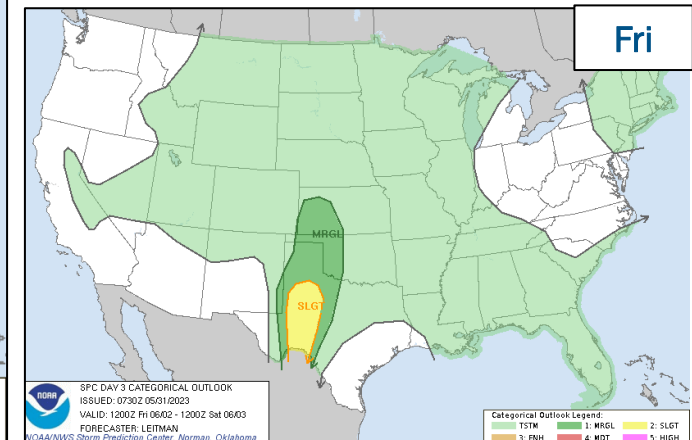 Fri
MRGL
SLGT
NOAA
SPC DAY 3 CATEGORICAL OUTLOOK
ISSUED: 0730Z 05/31/2023
VALID: 1200Z Fri 06/02 - 1200Z Sat 06/03
FORECASTER: LEITMAN
NOAA/NWS Storm Prediction Center, Norman, Oklahoma
Categorical Outlook Legend:
TSTM 1: MRGL 2: SLGT
3: ENH 4: MDT 5: HIGH